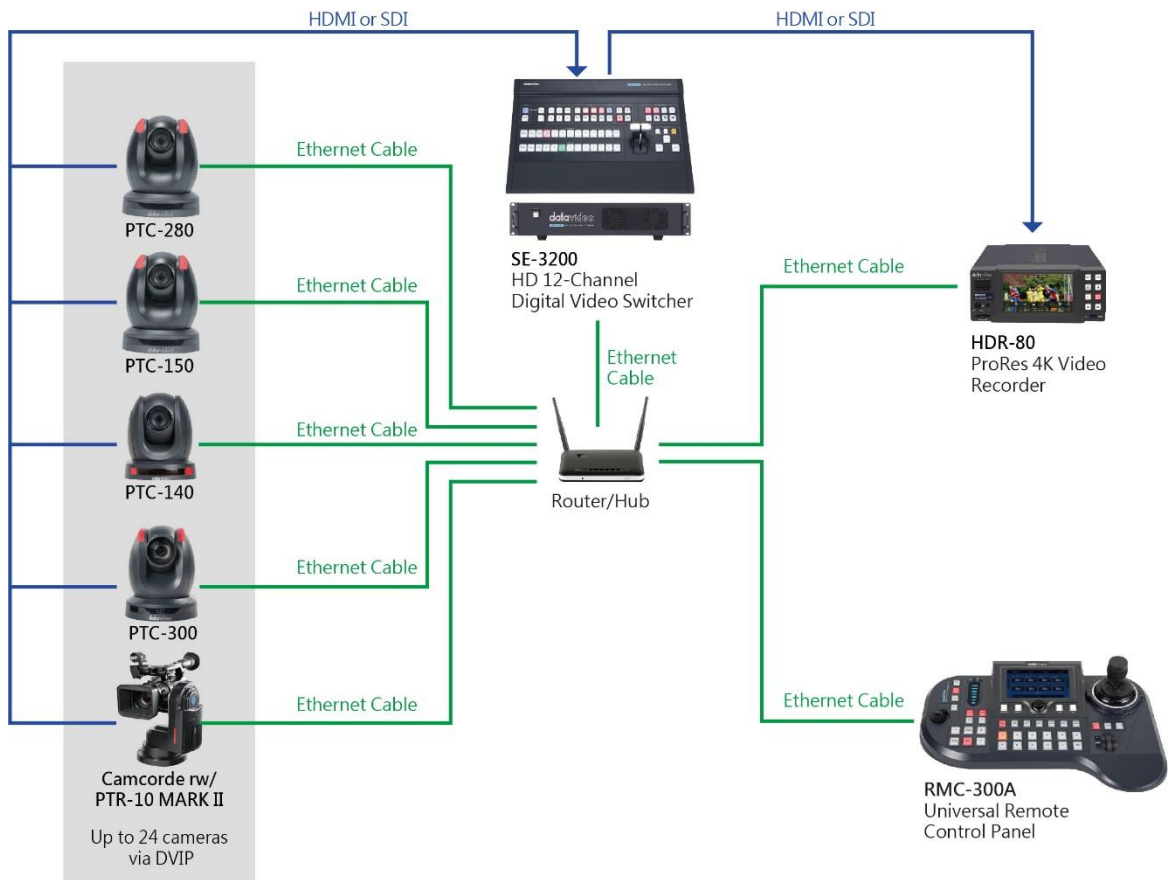 HDMI or SDI
HDMI or SDI
Ethernet Cable
PTC-280
Ethernet Cable
PTC-150
Ethernet Cable
PTC-140
Ethernet Cable
PTC-300
Ethernet Cable
Camcorde rw/
PTR-10 MARK II
Up to 24 cameras
via DVIP
datavideo
SE-3200
HD 12-Channel
Digital Video Switcher
Ethernet
Cable
Router/Hub
Ethernet Cable
HDR-80
ProRes 4K Video
Recorder
Ethernet Cable
RMC-300A
Universal Remote
Control Panel